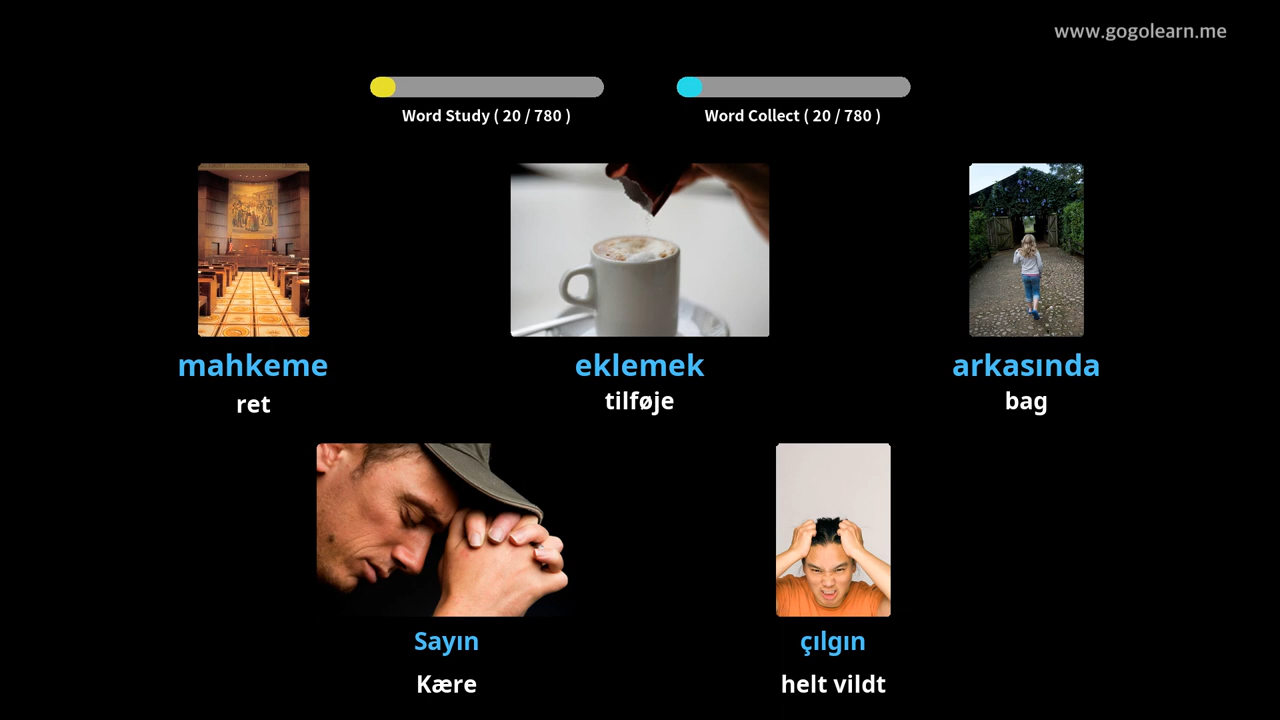 www.gogolearn.me
Word Study ( 20 / 780 )
Word Collect ( 20 / 780 )
mahkeme
ret
eklemek
tilføje
arkasında
bag
Sayın
Kære
çılgın
helt vildt